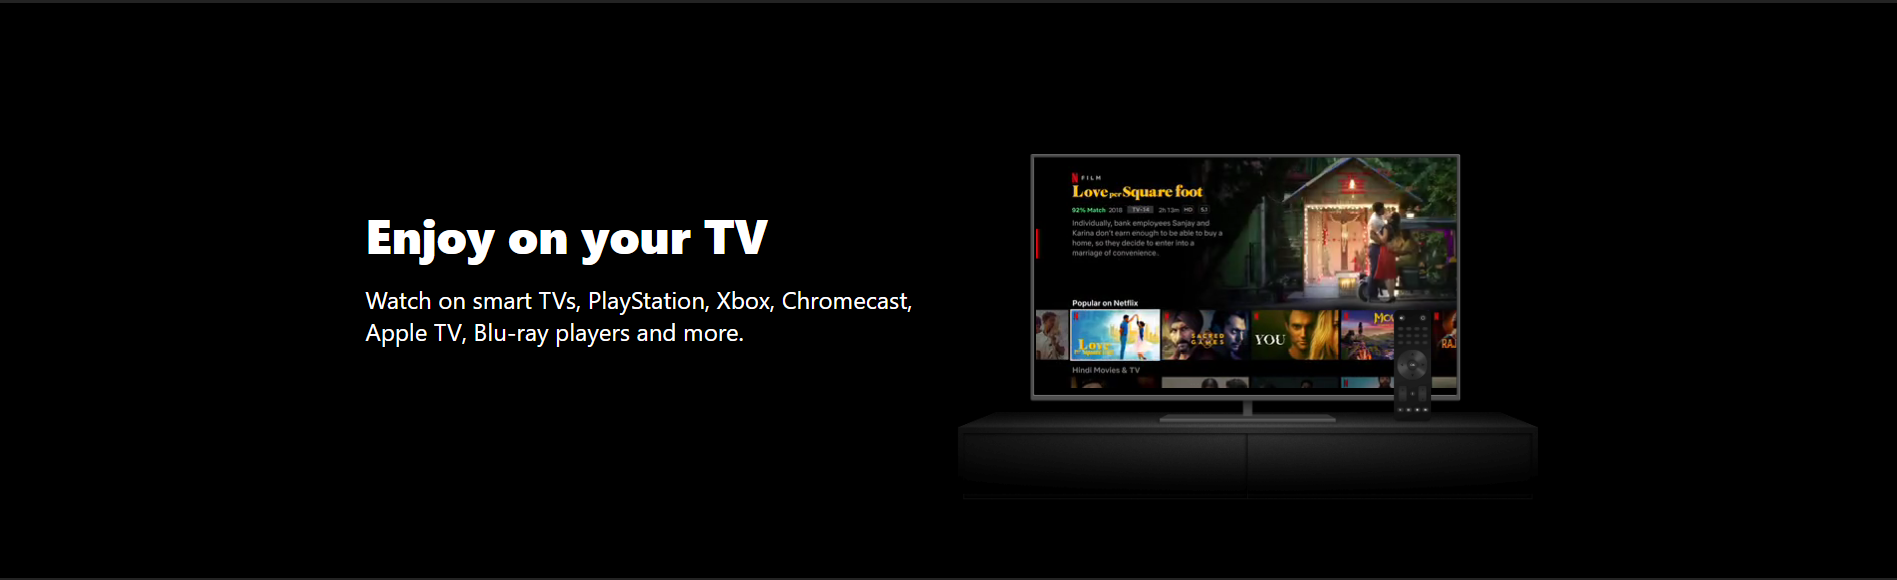 Enjoy on your TV
Watch on smart TVs, PlayStation, Xbox, Chromecast,
Apple TV, Blu-ray players and more.
N FILM
Love per Square foot
92% Match 2018 TV-14 2h 13m HD 5.1
Individually, bank employees Sanjay and
Karina don't earn enough to be able to buy a
home, so they decide to enter into a
marriage of convenience.
Popular on Netflix
Love per Square Foot
SACRED GAMES
YOU
Hindi Movies & TV